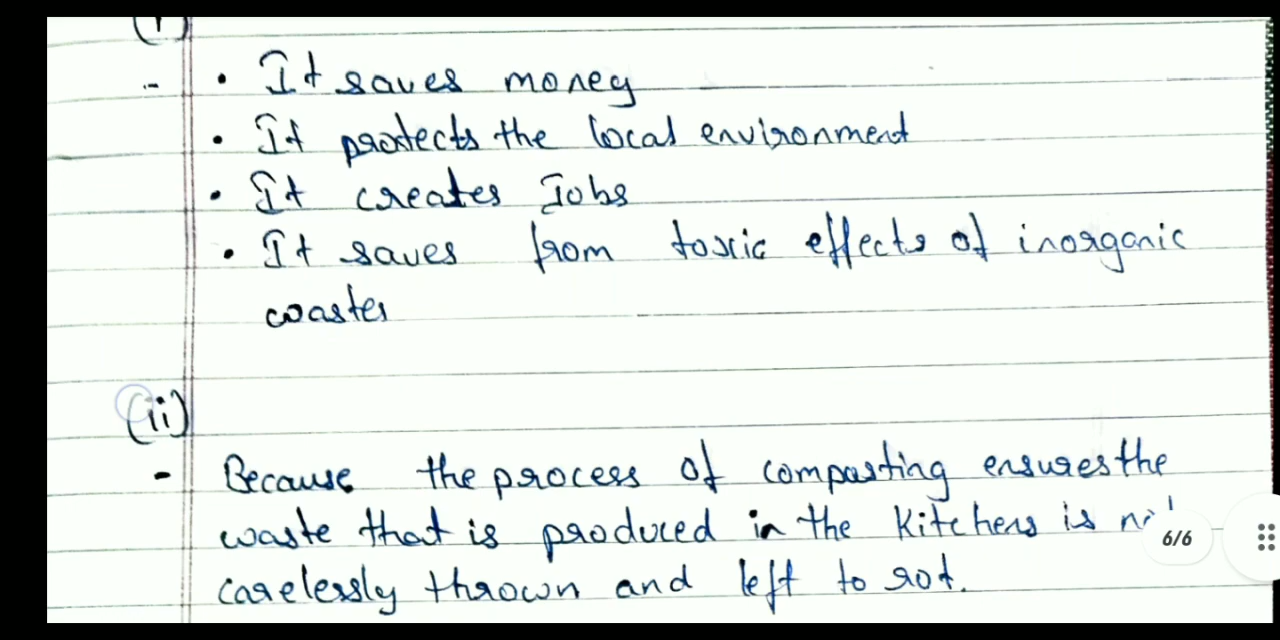 (i)
• It saves money
• It protects the local environment
• It creates Jobs
• It saves from toxic effects of inorganic
wastes
(ii)
- Because the process of composting ensures the
waste that is produced in the kitchens is
carelessly thrown and left to rot.
6/6